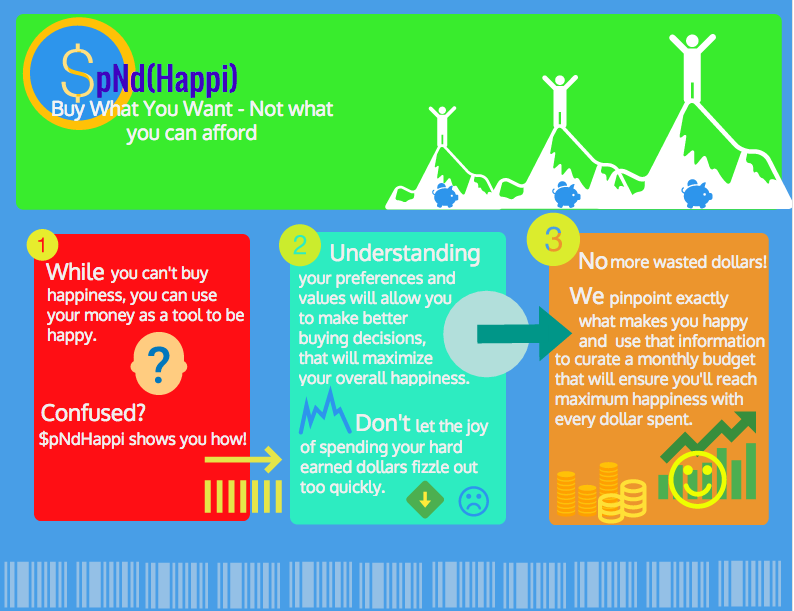 $pNd(Happi)
Buy What You Want - Not what
you can afford
1
While you can't buy
happiness, you can use
your money as a tool to be
happy.
?
Confused?
$pNdHappi shows you how!
2
Understanding
your preferences and
values will allow you
to make better
buying decisions,
that will maximize
your overall happiness.
Don't let the joy
of spending your hard
earned dollars fizzle out
too quickly.
3
No more wasted dollars!
We pinpoint exactly
what makes you happy
and use that information
to curate a monthly budget
that will ensure you'll reach
maximum happiness with
every dollar spent.